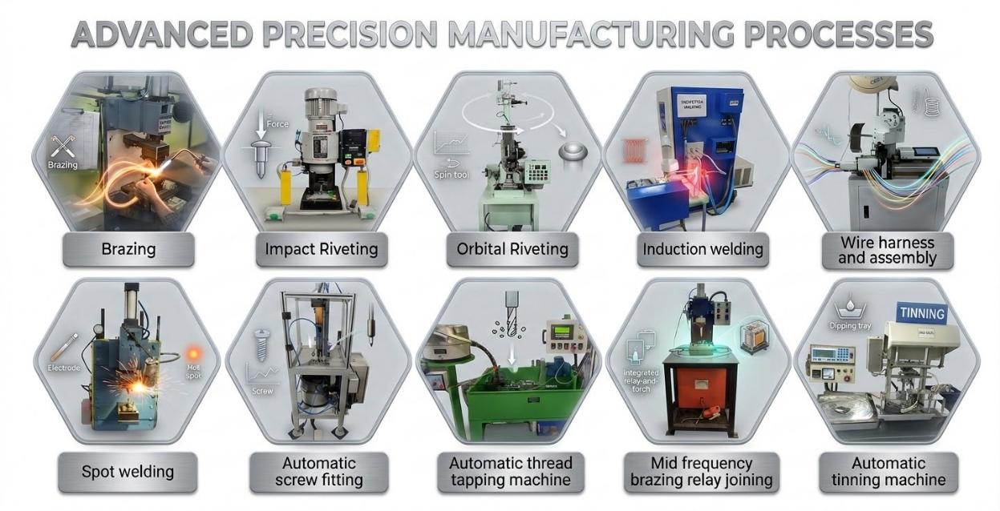 ADVANCED PRECISION MANUFACTURING PROCESSES
Brazing
Force
Spin tool
Brazing
Impact Riveting
Orbital Riveting
Induction welding
Wire harness
and assembly
Electrode
Hot
spot
Screw
integrated
relay-and-
torch
Dipping tray
TINNING
Spot welding
Automatic
screw fitting
Automatic thread
tapping machine
Mid frequency
brazing relay joining
Automatic
tinning machine